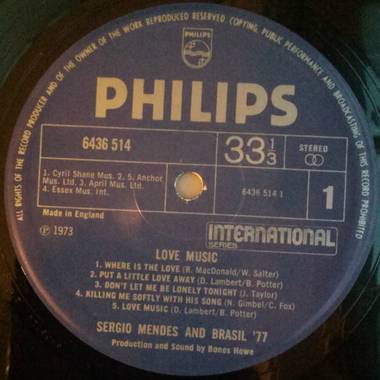 ALL RIGHTS OF THE RECORD PRODUCER AND OF THE OWNER OF THE WORK REPRODUCED RESERVED COPYING, PUBLIC PERFORMANCE AND BROADCASTING OF THIS RECORD PROHIBITED
PHILIPS
PHILIPS
6436 514
33 1/3
STEREO
1. Cyril Shane Mus. 2. 5. Anchor
Mus. Ltd. 3. April Mus. Ltd.
4. Essex Mus. Int.
6436 514 1
1
Made in England
℗ 1973
INTERNATIONAL
SERIES
LOVE MUSIC
1. WHERE IS THE LOVE (R. MacDonald/W. Salter)
2. PUT A LITTLE LOVE AWAY (D. Lambert/B. Potter)
3. DON'T LET ME BE LONELY TONIGHT (J. Taylor)
4. KILLING ME SOFTLY WITH HIS SONG (N. Gimbel/C. Fox)
5. LOVE MUSIC (D. Lambert/B. Potter)
SERGIO MENDES AND BRASIL '77
Production and Sound by Bones Howe